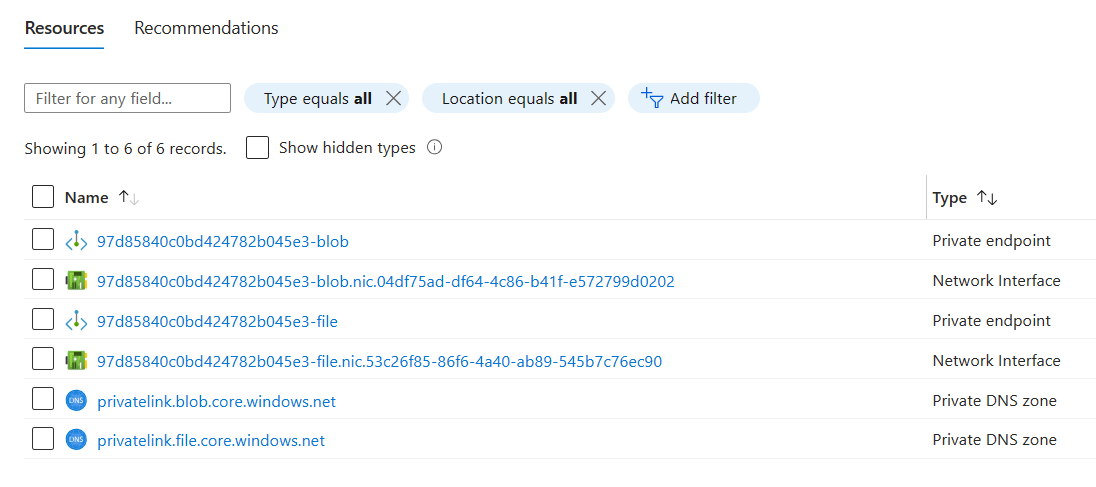 Resources Recommendations
Filter for any field...
Type equals all
Location equals all
Add filter
Showing 1 to 6 of 6 records.
Show hidden types
Name Type
97d85840c0bd424782b045e3-blob Private endpoint
97d85840c0bd424782b045e3-blob.nic.04df75ad-df64-4c86-b41f-e572799d0202 Network Interface
97d85840c0bd424782b045e3-file Private endpoint
97d85840c0bd424782b045e3-file.nic.53c26f85-86f6-4a40-ab89-545b7c76ec90 Network Interface
DNS privatelink.blob.core.windows.net Private DNS zone
DNS privatelink.file.core.windows.net Private DNS zone